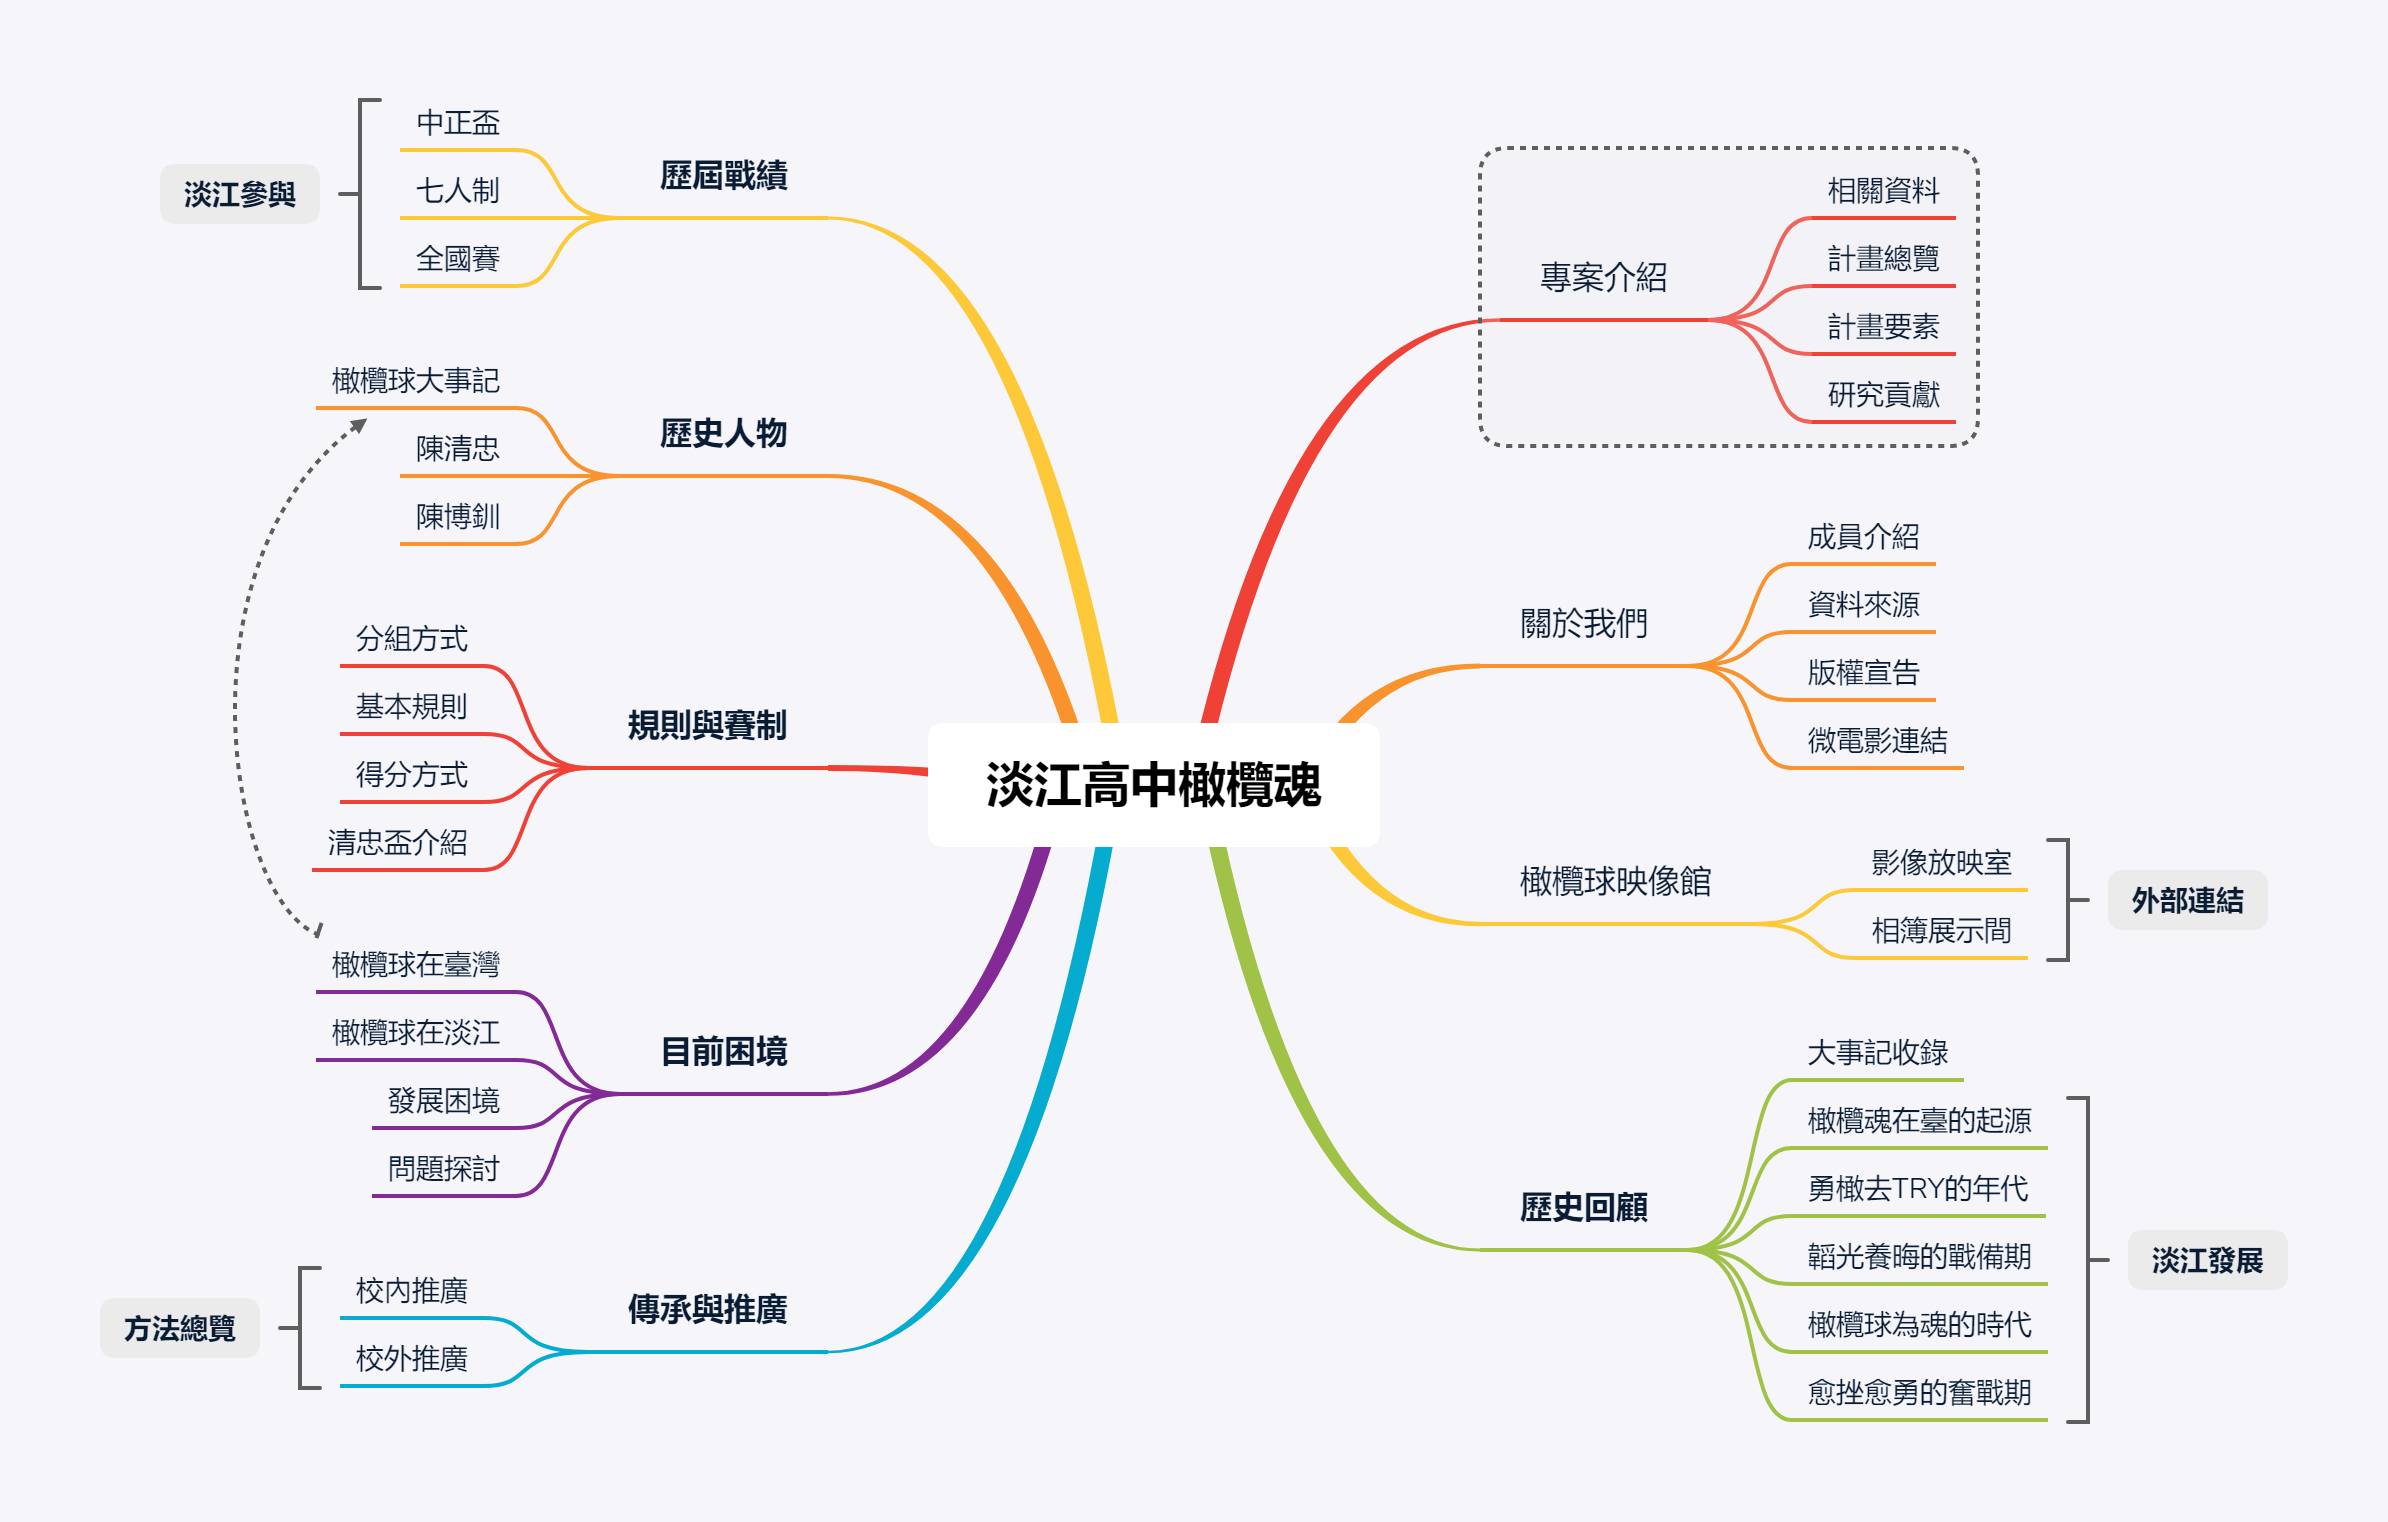 淡江高中橄欖魂
歷屆戰績
中正盃
七人制
全國賽
淡江參與
歷史人物
橄欖球大事記
陳清忠
陳博釧
規則與賽制
分組方式
基本規則
得分方式
清忠盃介紹
目前困境
橄欖球在臺灣
橄欖球在淡江
發展困境
問題探討
傳承與推廣
校內推廣
校外推廣
方法總覽
專案介紹
相關資料
計畫總覽
計畫要素
研究貢獻
關於我們
成員介紹
資料來源
版權宣告
微電影連結
橄欖球映像館
影像放映室
相簿展示間
外部連結
歷史回顧
大事記收錄
橄欖魂在臺的起源
勇橄去TRY的年代
韜光養晦的戰備期
橄欖球為魂的時代
愈挫愈勇的奮戰期
淡江發展